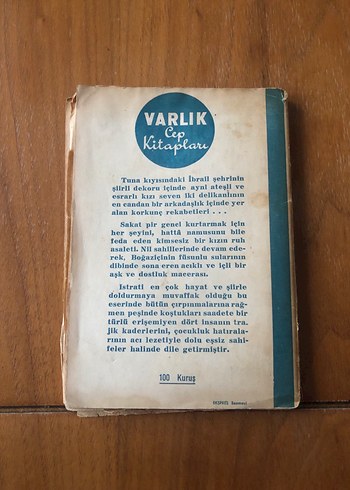 VARLIK
Cep
Kitapları
Tuna kıyısındaki İbrail şehrinin
şiirli dekoru içinde ayni ateşli ve
esrarlı kızı seven iki delikanlının
en candan bir arkadaşlık içinde yer
alan korkunç rekabetleri . . .
Sakat bir genci kurtarmak için
her şeyini, hattâ namusunu bile
feda eden kimsesiz bir kızın ruh
asaleti. Nil sahillerinde devam ede-
rek, Boğaziçinin füsunlu sularının
dibinde sona eren acıklı ve içli bir
aşk ve dostluk macerası.
Istrati en çok hayat ve şiirle
doldurmaya muvaffak olduğu bu
eserinde bütün çırpınmalarına rağ-
men peşinde koştukları saadete bir
türlü erişemiyen dört insanın tra-
jik kaderlerini, çocukluk hatırala-
rının acı lezetiyle dolu eşsiz sahi-
feler halinde dile getirmiştir.
100 Kuruş